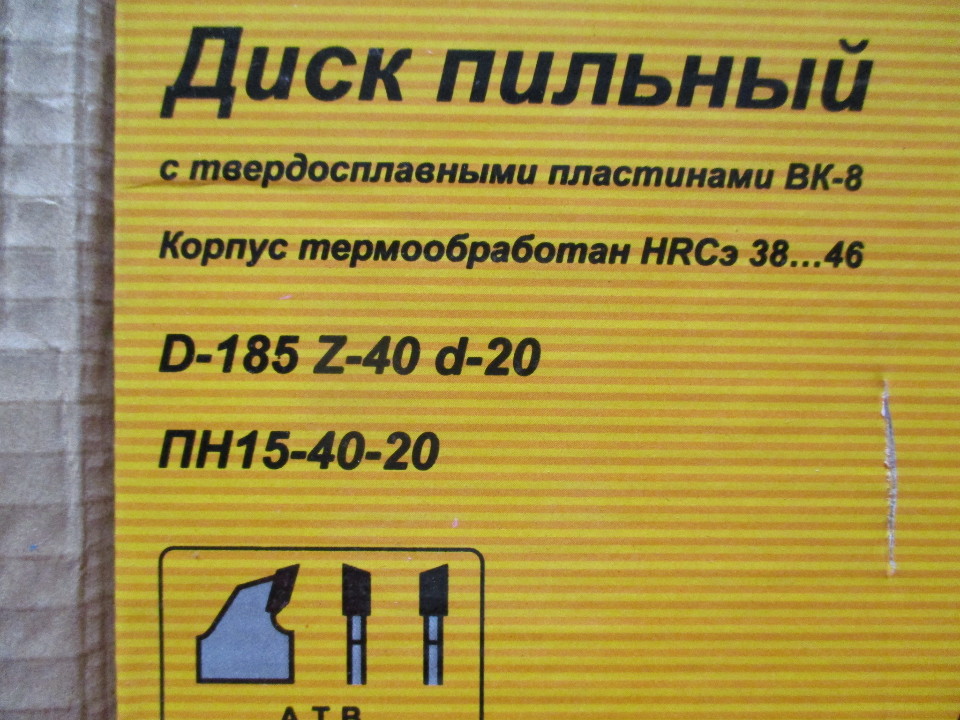 Диск пильный
с твердосплавными пластинами ВК-8
Корпус термообработан HRCэ 38...46
D-185 Z-40 d-20
ПН15-40-20
A T B